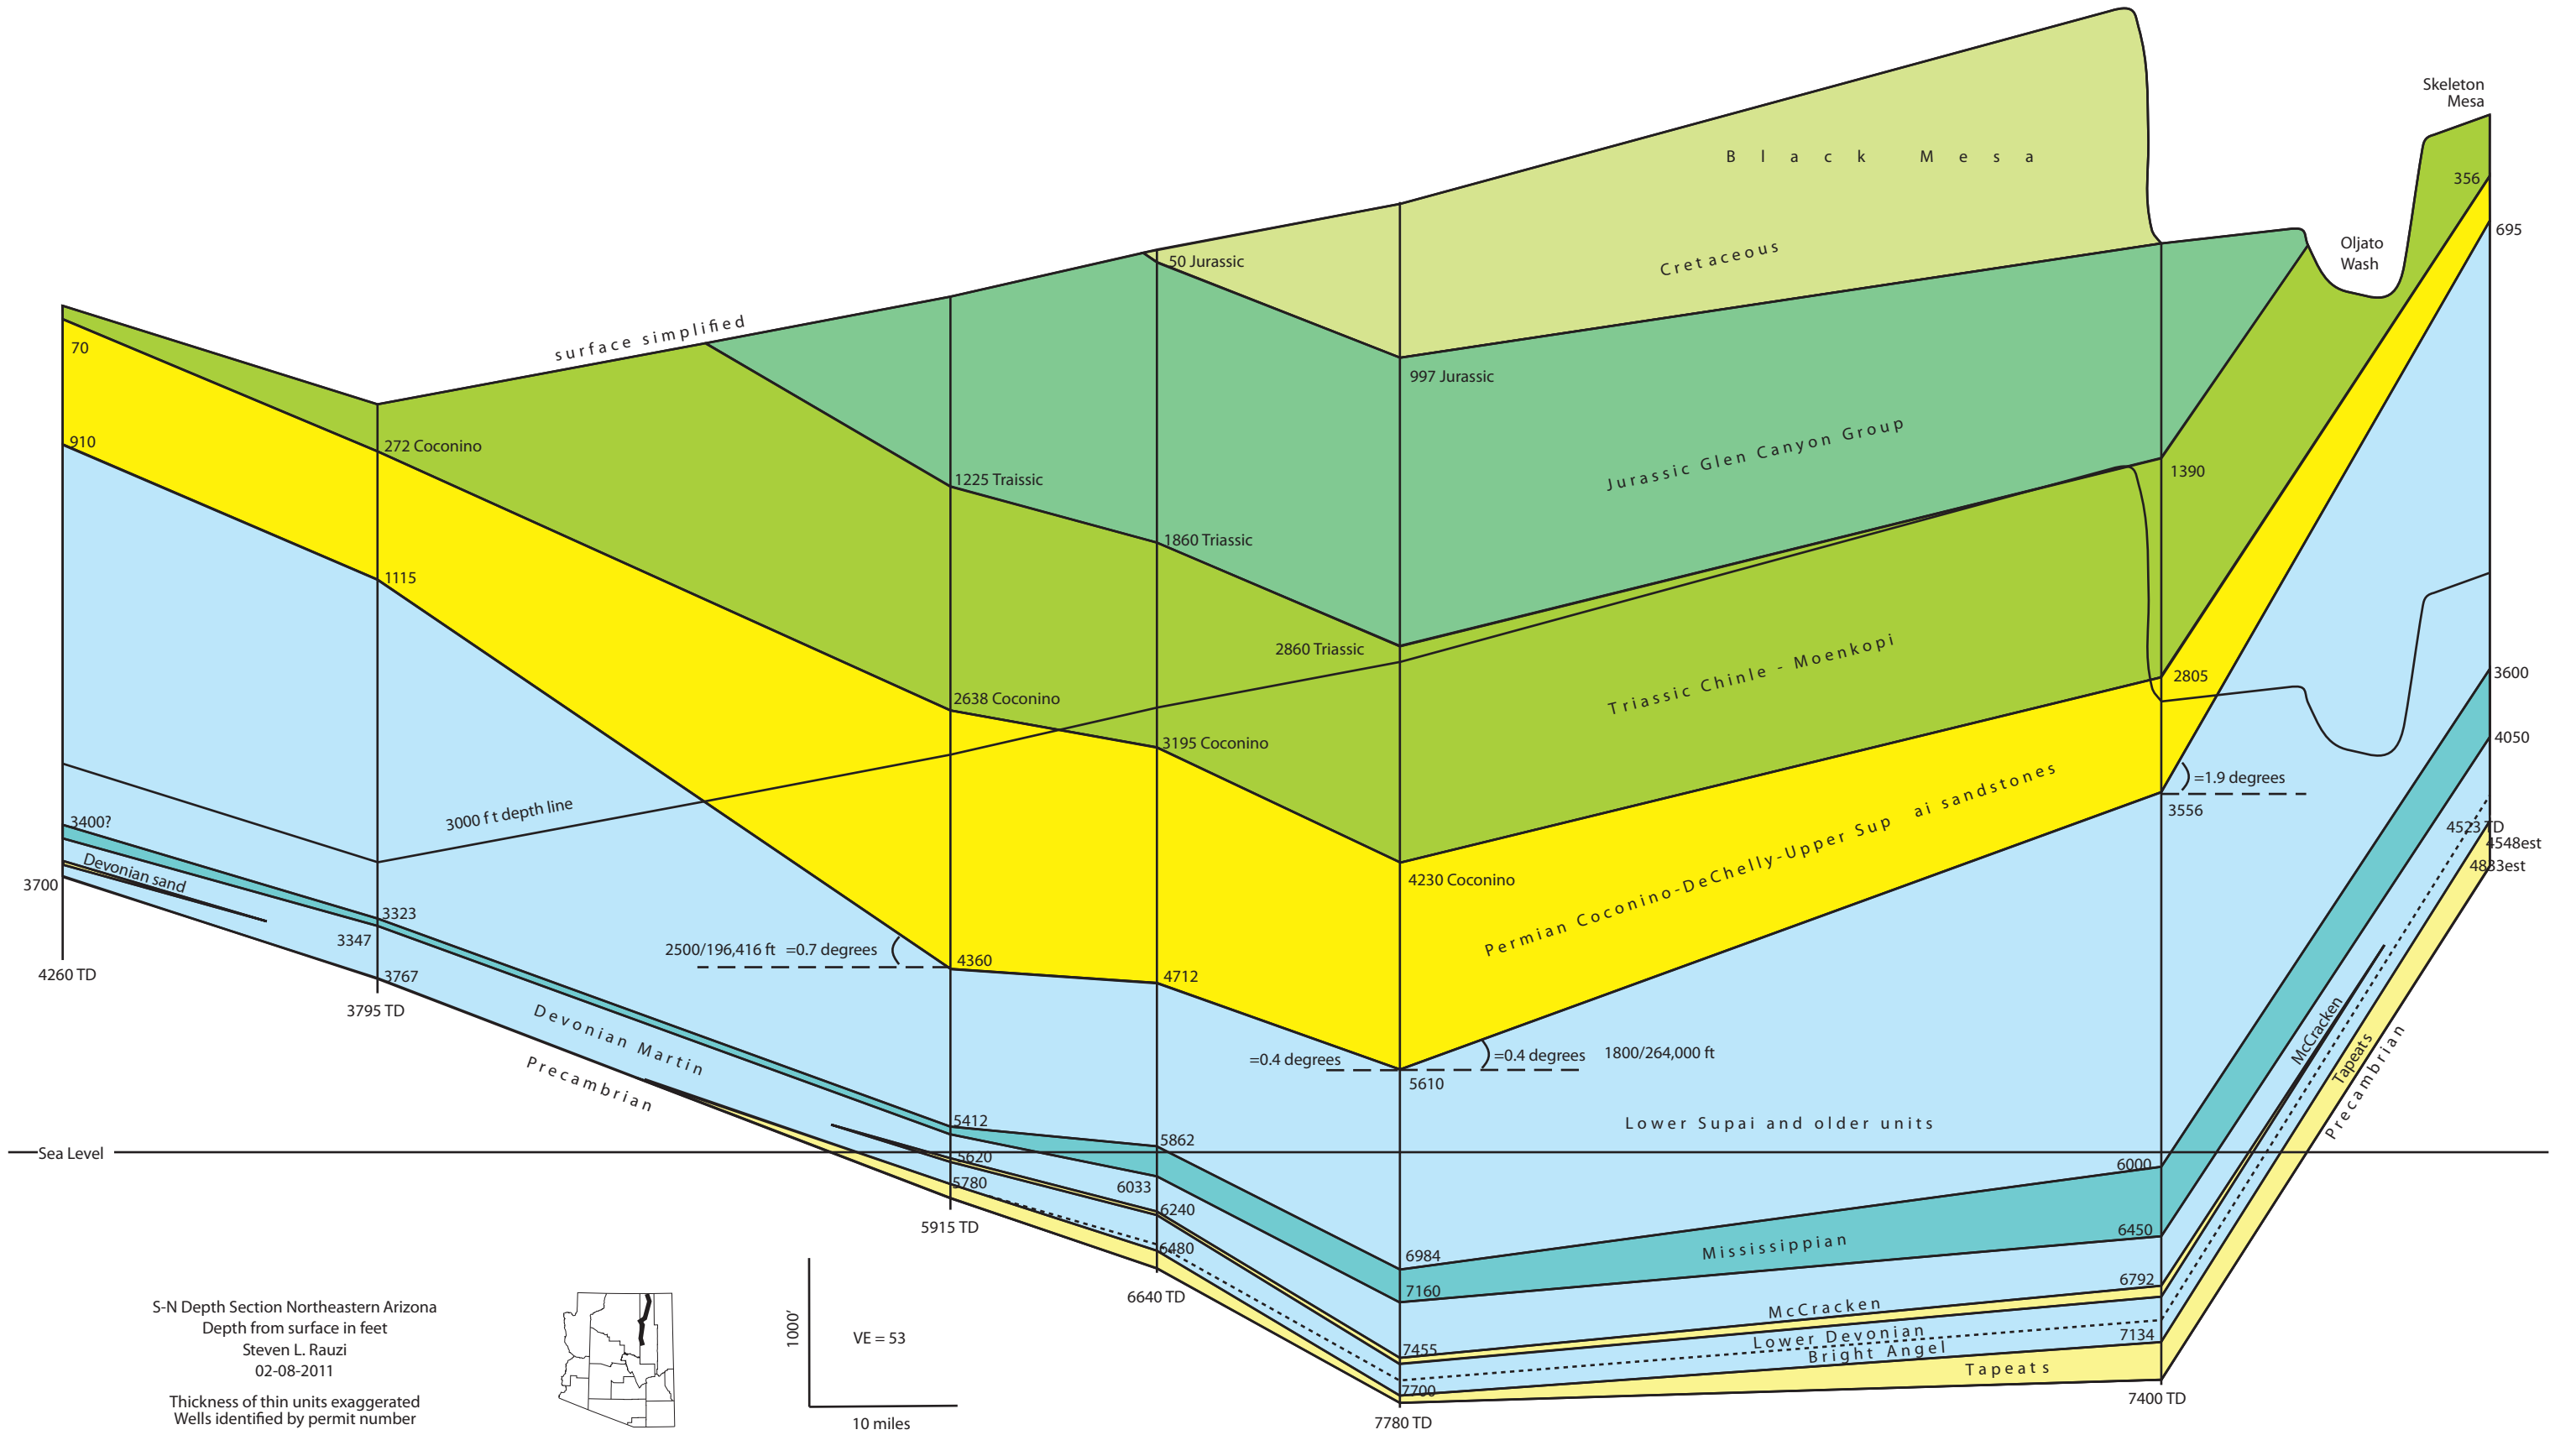 Skeleton
Mesa
Black Mesa
356
695
Oljato
Wash
Cretaceous
50 Jurassic
surface simplified
70
997 Jurassic
910
272 Coconino
Jurassic Glen Canyon Group
1225 Traissic
1390
1860 Triassic
1115
2860 Triassic
Triassic Chinle - Moenkopi
2638 Coconino
2805
3600
3195 Coconino
4050
=1.9 degrees
3000 ft depth line
3556
3400?
4523 TD
4548est
4833est
Devonian sand
3700
4230 Coconino
Permian Coconino-DeChelly-Upper Sup ai sandstones
3323
3347
2500/196,416 ft =0.7 degrees
4360
4712
4260 TD
3767
3795 TD
Devonian Martin
=0.4 degrees
=0.4 degrees 1800/264,000 ft
5610
McCracken
Tapeats
Precambrian
Precambrian
5412
Lower Supai and older units
5862
Sea Level
5620
6000
5780
6033
6240
5915 TD
6480
6984
Mississippian
6450
7160
6792
6640 TD
McCracken
7455
Lower Devonian
7134
Bright Angel
7700
Tapeats
7780 TD
7400 TD
S-N Depth Section Northeastern Arizona
Depth from surface in feet
Steven L. Rauzi
02-08-2011
Thickness of thin units exaggerated
Wells identified by permit number
1000'
VE = 53
10 miles